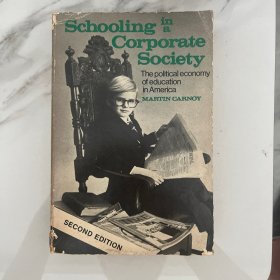 Schooling in
a
Corporate
Society
The political economy
of education
in America
MARTIN CARNOY
SECOND EDITION